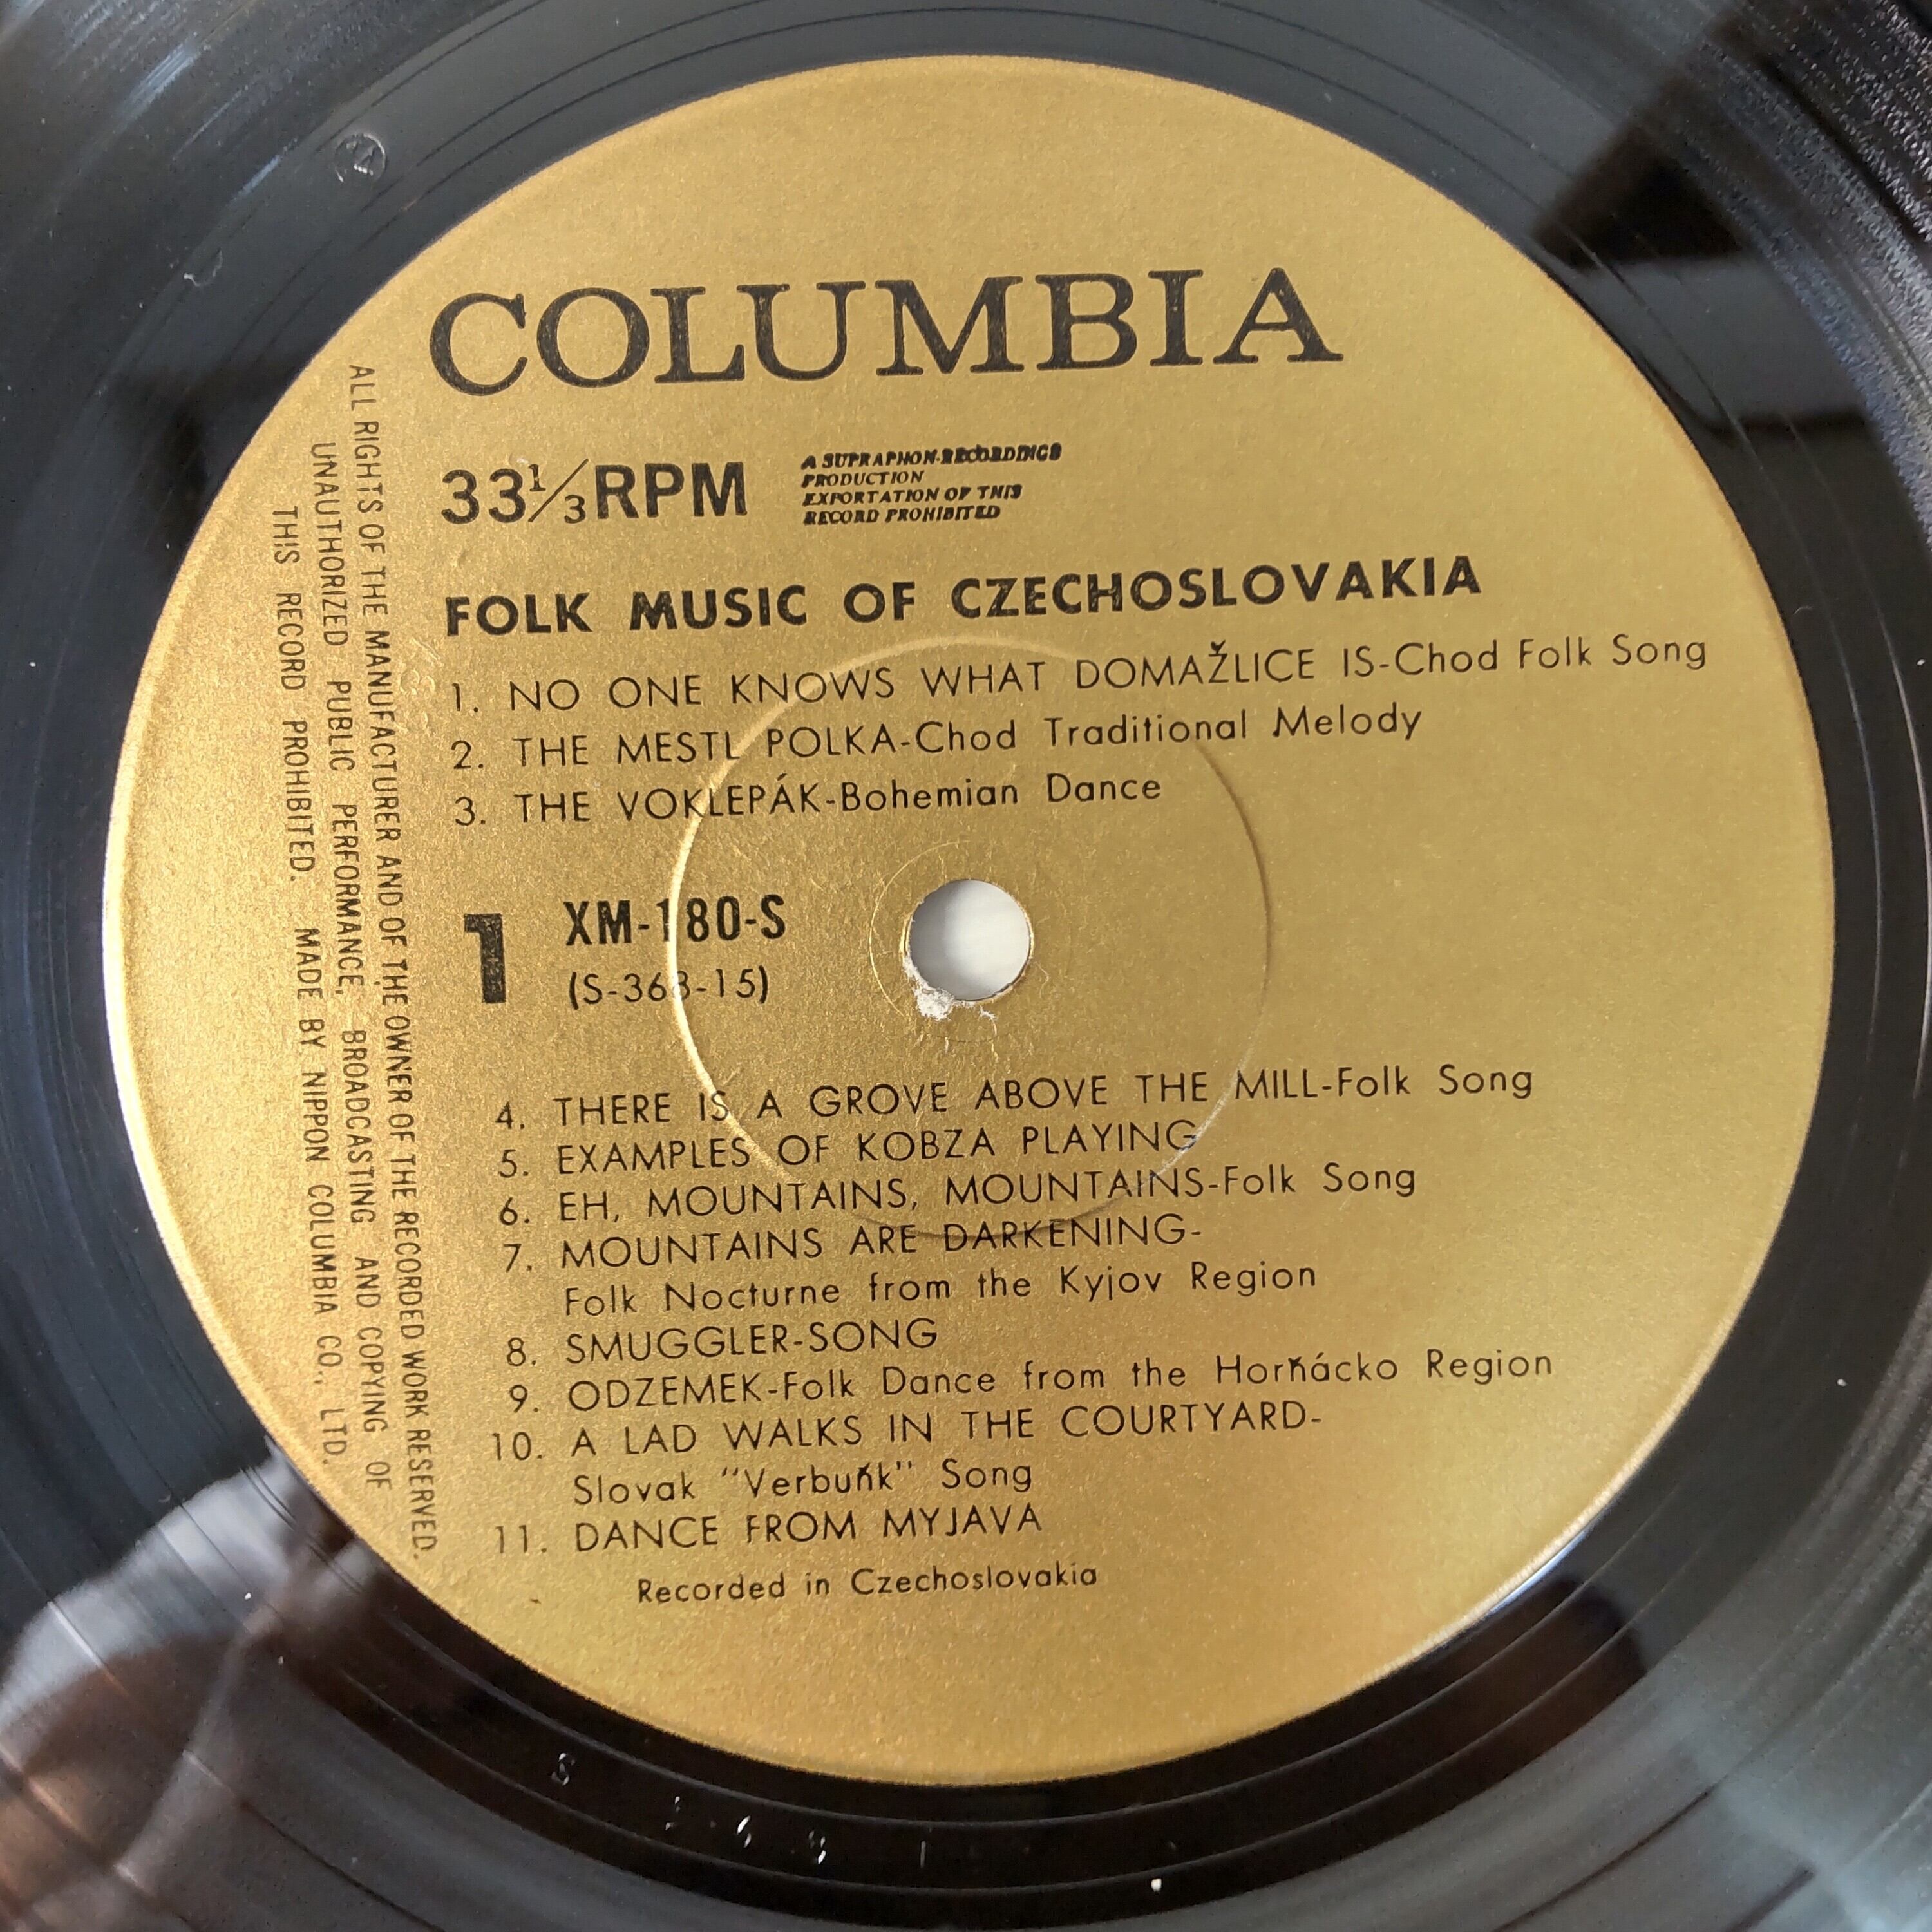 COLUMBIA
33⅓RPM
A SUPRAPHON-RECORDINGS
PRODUCTION
EXPORTATION OF THIS
RECORD PROHIBITED
FOLK MUSIC OF CZECHOSLOVAKIA
1. NO ONE KNOWS WHAT DOMAŽLICE IS-Chod Folk Song
2. THE MESTL POLKA-Chod Traditional Melody
3. THE VOKLEPÁK-Bohemian Dance
1
XM-180-S
(S-368-15)
4. THERE IS A GROVE ABOVE THE MILL-Folk Song
5. EXAMPLES OF KOBZA PLAYING
6. EH, MOUNTAINS, MOUNTAINS-Folk Song
7. MOUNTAINS ARE DARKENING-
Folk Nocturne from the Kyjov Region
8. SMUGGLER-SONG
9. ODZEMEK-Folk Dance from the Horňácko Region
10. A LAD WALKS IN THE COURTYARD-
Slovak "Verbuňk" Song
11. DANCE FROM MYJAVA
Recorded in Czechoslovakia
ALL RIGHTS OF THE MANUFACTURER AND OF THE OWNER OF THE RECORDED WORK RESERVED.
UNAUTHORIZED PUBLIC PERFORMANCE, BROADCASTING AND COPYING OF
THIS RECORD PROHIBITED. MADE BY NIPPON COLUMBIA CO., LTD.